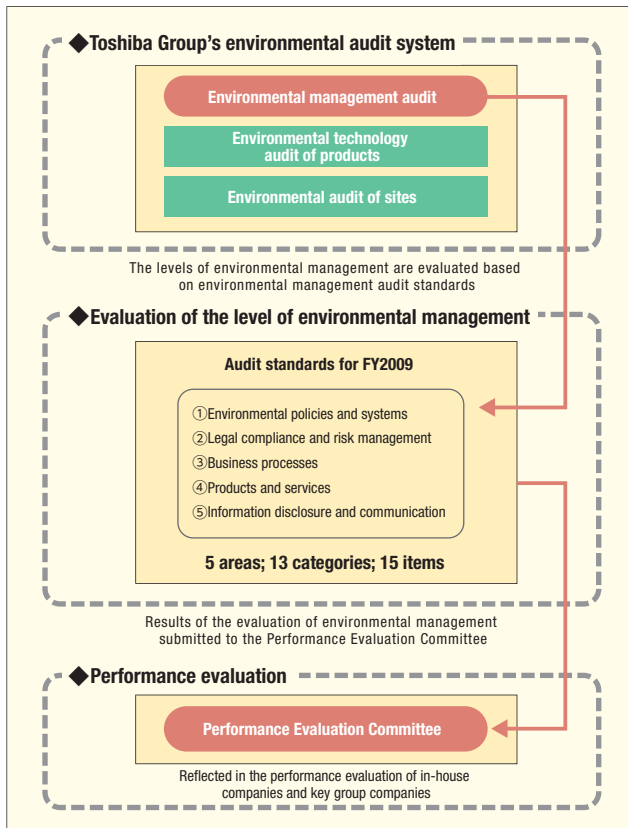 ◆Toshiba Group's environmental audit system
Environmental management audit
Environmental technology
audit of products
Environmental audit of sites
The levels of environmental management are evaluated based
on environmental management audit standards
◆Evaluation of the level of environmental management
Audit standards for FY2009
①Environmental policies and systems
②Legal compliance and risk management
③Business processes
④Products and services
⑤Information disclosure and communication
5 areas; 13 categories; 15 items
Results of the evaluation of environmental management
submitted to the Performance Evaluation Committee
◆Performance evaluation
Performance Evaluation Committee
Reflected in the performance evaluation of in-house
companies and key group companies